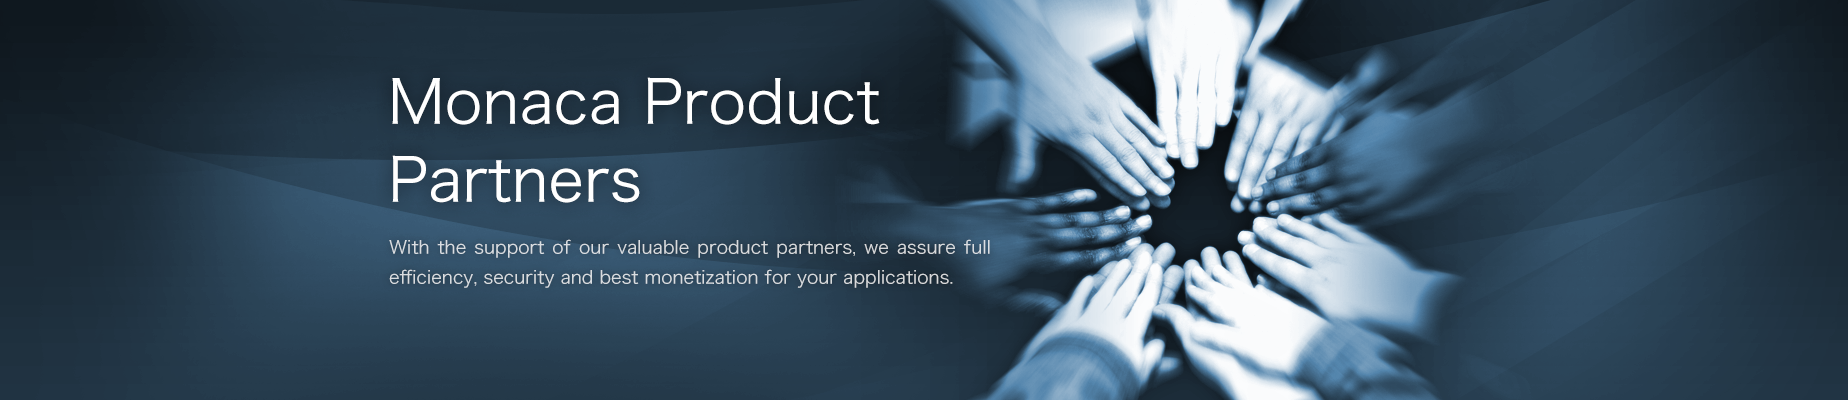 Monaca Product
Partners
With the support of our valuable product partners, we assure full
efficiency, security and best monetization for your applications.